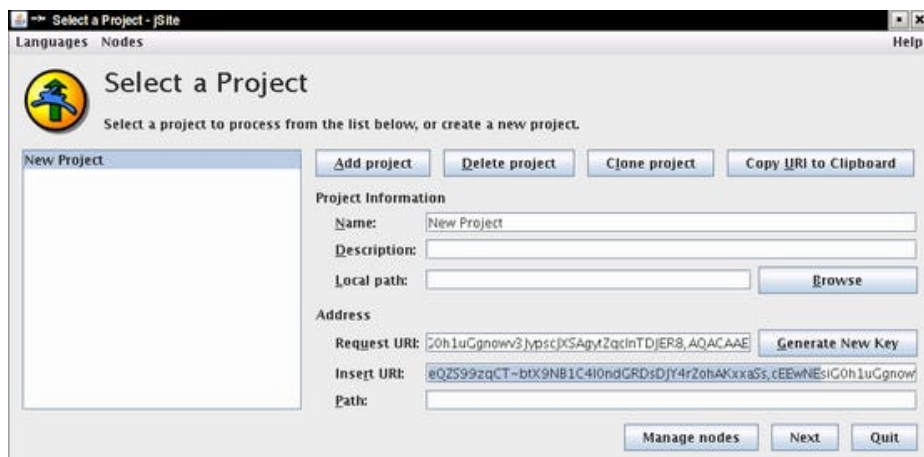 Select a Project - jSite
Languages Nodes Help
Select a Project
Select a project to process from the list below, or create a new project.
New Project
Add project Delete project Clone project Copy URI to Clipboard
Project Information
Name: New Project
Description:
Local path: Browse
Address
Request URI: Generate New Key
Insert URI:
Path:
Manage nodes Next Quit